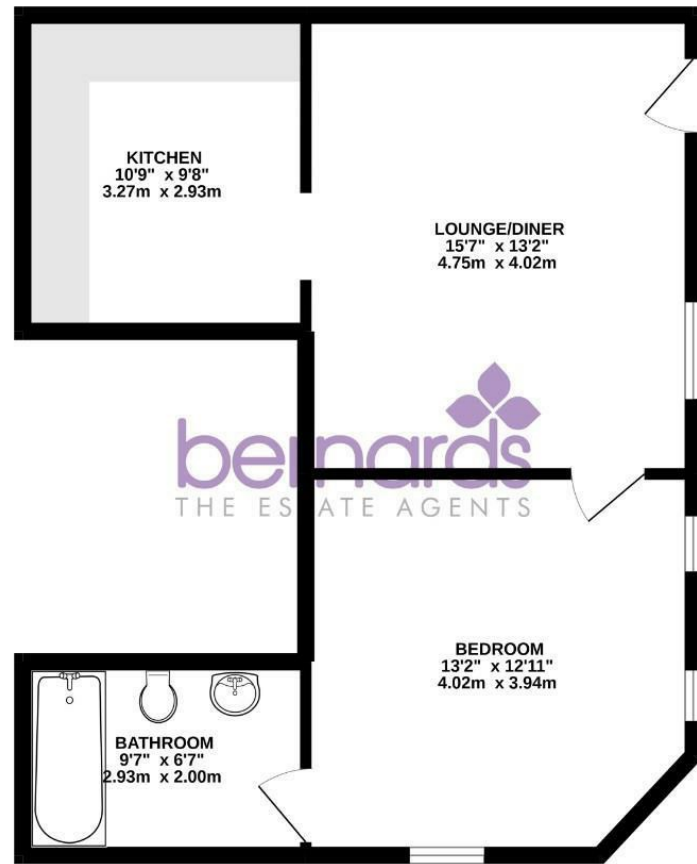 KITCHEN
10'9" x 9'8"
3.27m x 2.93m
LOUNGE/DINER
15'7" x 13'2"
4.75m x 4.02m
bernards
THE ESTATE AGENTS
BEDROOM
13'2" x 12'11"
4.02m x 3.94m
BATHROOM
9'7" x 6'7"
2.93m x 2.00m